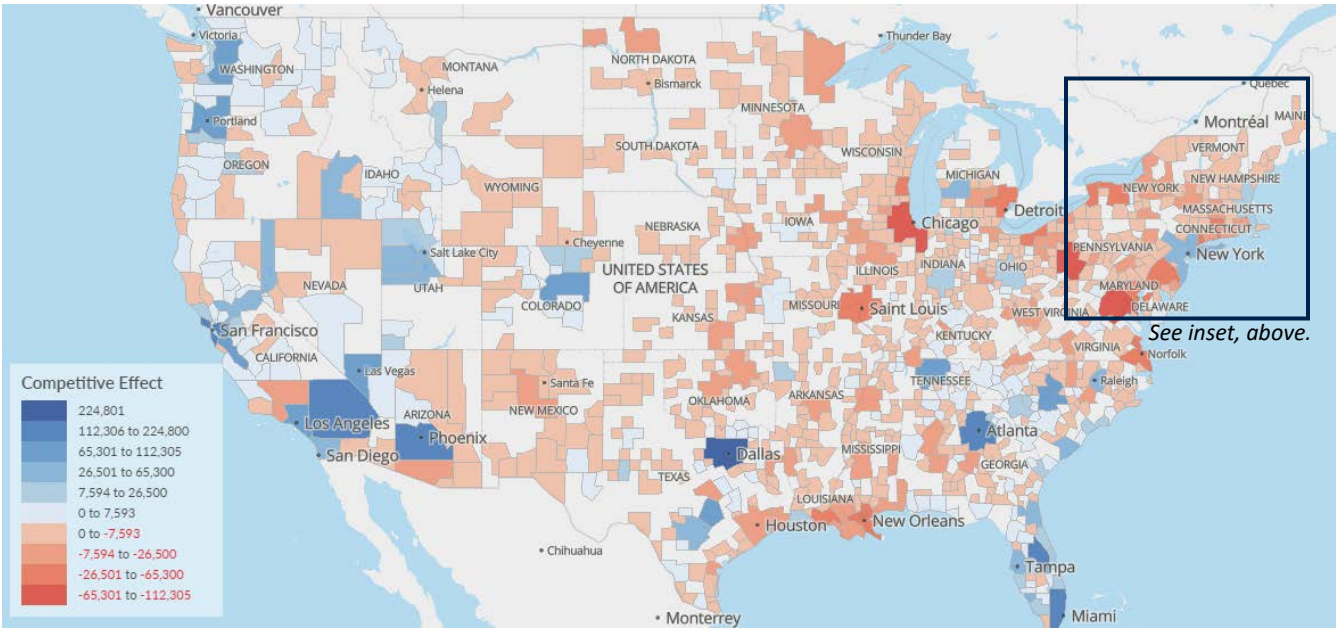 Vancouver
Victoria
WASHINGTON
Portland
OREGON
MONTANA
Helena
IDAHO
WYOMING
NORTH DAKOTA
Bismarck
SOUTH DAKOTA
MINNESOTA
Thunder Bay
WISCONSIN
MICHIGAN
Detroit
Québec
Montréal
MAINE
VERMONT
NEW YORK
NEW HAMPSHIRE
MASSACHUSETTS
CONNECTICUT
PENNSYLVANIA
New York
MARYLAND
DELAWARE
See inset, above.
NEBRASKA
IOWA
Chicago
ILLINOIS
INDIANA
OHIO
WEST VIRGINIA
VIRGINIA
Norfolk
Cheyenne
Salt Lake City
NEVADA
UTAH
COLORADO
UNITED STATES
OF AMERICA
KANSAS
MISSOURI
Saint Louis
KENTUCKY
TENNESSEE
Raleigh
San Francisco
CALIFORNIA
Las Vegas
Los Angeles
San Diego
ARIZONA
Phoenix
Santa Fe
NEW MEXICO
OKLAHOMA
ARKANSAS
Dallas
TEXAS
MISSISSIPPI
Atlanta
GEORGIA
LOUISIANA
Houston
New Orleans
Tampa
Miami
Chihuahua
Monterrey
Competitive Effect
224,801
112,306 to 224,800
65,301 to 112,305
26,501 to 65,300
7,594 to 26,500
0 to 7,593
0 to -7,593
-7,594 to -26,500
-26,501 to -65,300
-65,301 to -112,305